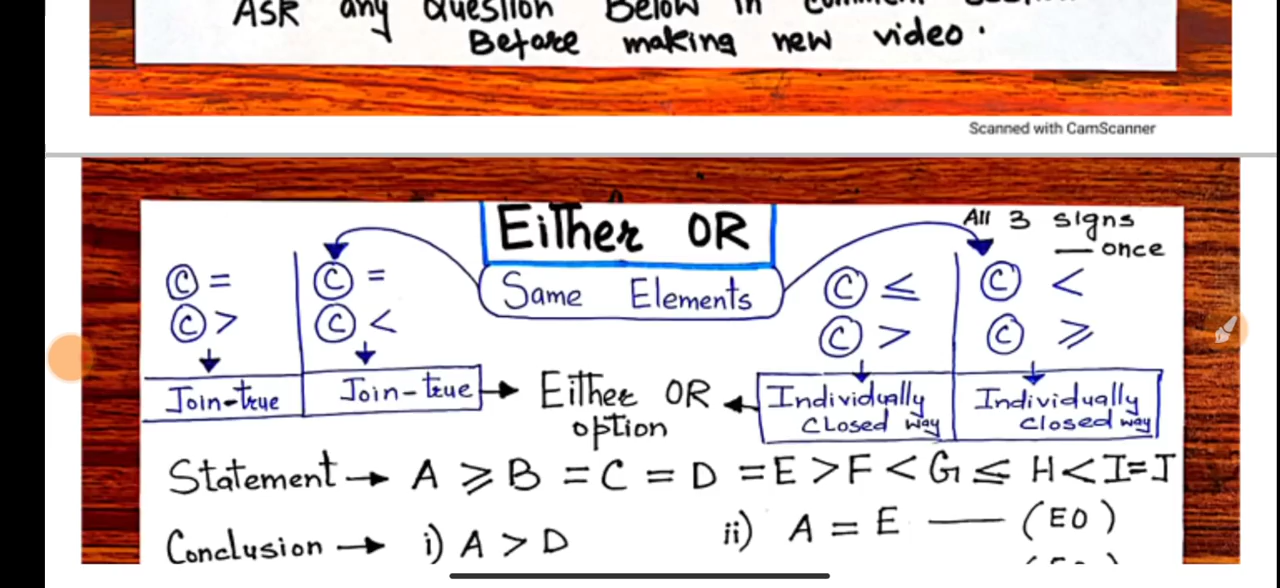 ASK any Question Below in comment
Before making new video.
Scanned with CamScanner
Either OR
All 3 signs
— once
Same Elements
Ⓒ =
Ⓒ >
Join-true
Ⓒ =
Ⓒ <
Join-true
Either OR
option
Ⓒ ≤
Ⓒ >
Individually
closed way
Ⓒ <
Ⓒ ≥
Individually
closed way
Statement → A ≥ B = C = D = E > F < G ≤ H < I = J
Conclusion → i) A > D ii) A = E — (EO)